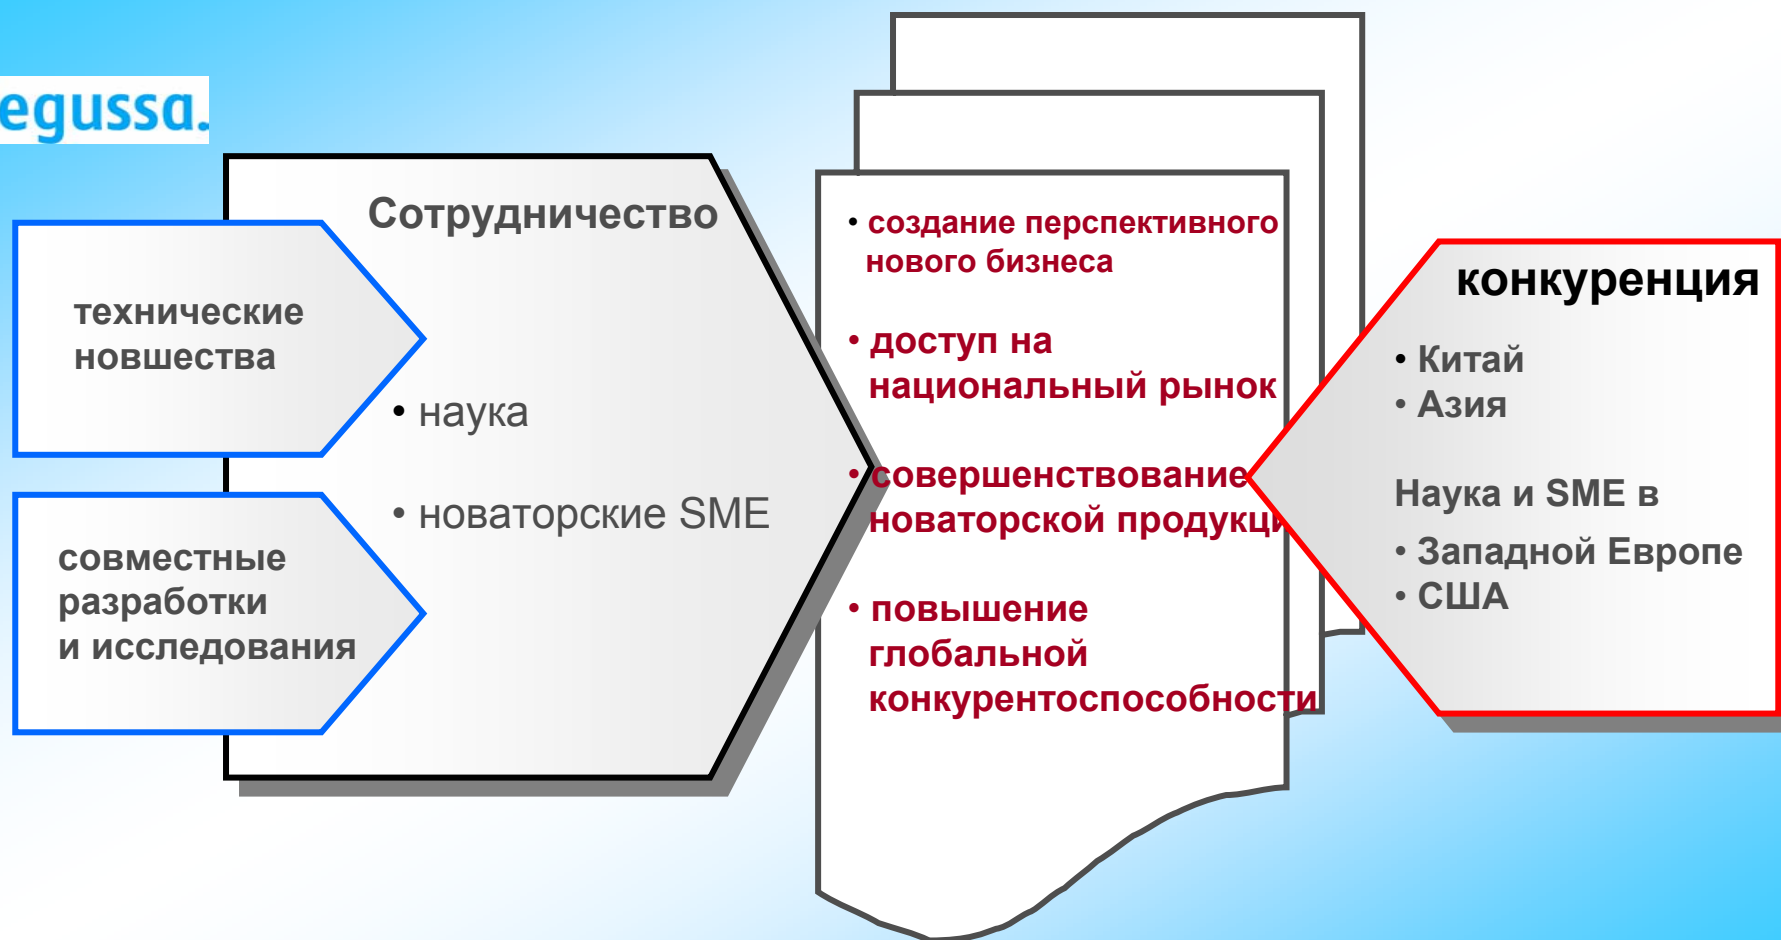 egussa.
Сотрудничество
технические
новшества
• наука
• новаторские SME
совместные
разработки
и исследования
• создание перспективного
нового бизнеса
• доступ на
национальный рынок
• совершенствование
новаторской продукци
• повышение
глобальной
конкурентоспособности
конкуренция
• Китай
• Азия
Наука и SME в
• Западной Европе
• США